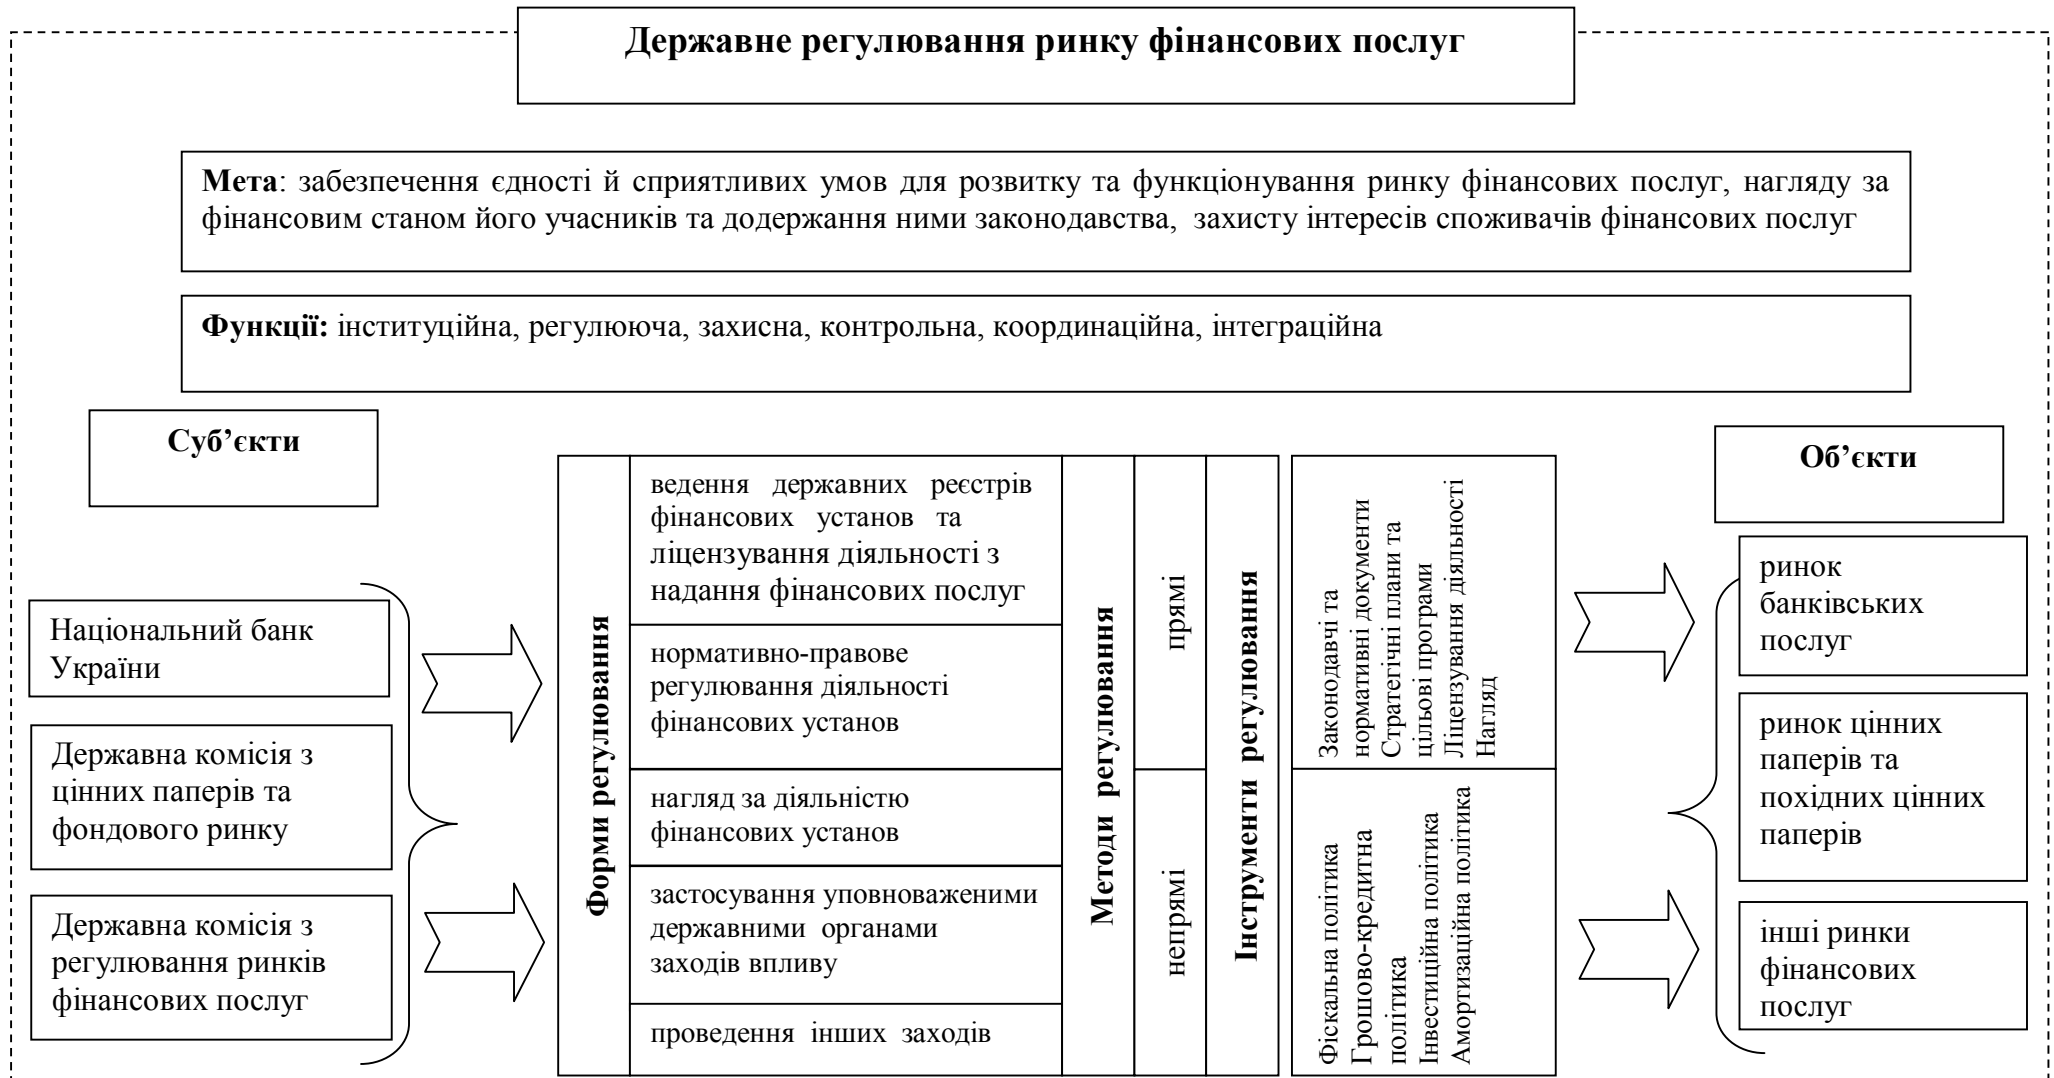 Державне регулювання ринку фінансових послуг
Мета: забезпечення єдності й сприятливих умов для розвитку та функціонування ринку фінансових послуг, нагляду за
фінансовим станом його учасників та додержання ними законодавства, захисту інтересів споживачів фінансових послуг
Функції: інституційна, регулююча, захисна, контрольна, координаційна, інтеграційна
Суб’єкти
Національний банк
України
Державна комісія з
цінних паперів та
фондового ринку
Державна комісія з
регулювання ринків
фінансових послуг
Форми регулювання
ведення державних реєстрів
фінансових установ та
ліцензування діяльності з
надання фінансових послуг
нормативно-правове
регулювання діяльності
фінансових установ
нагляд за діяльністю
фінансових установ
застосування уповноваженими
державними органами
заходів впливу
проведення інших заходів
Методи регулювання
прямі
непрямі
Інструменти регулювання
Законодавчі та
нормативні документи
Стратегічні плани та
цільові програми
Ліцензування діяльності
Нагляд
Фіскальна політика
Грошово-кредитна
політика
Інвестиційна політика
Амортизаційна політика
Об’єкти
ринок
банківських
послуг
ринок цінних
паперів та
похідних цінних
паперів
інші ринки
фінансових
послуг